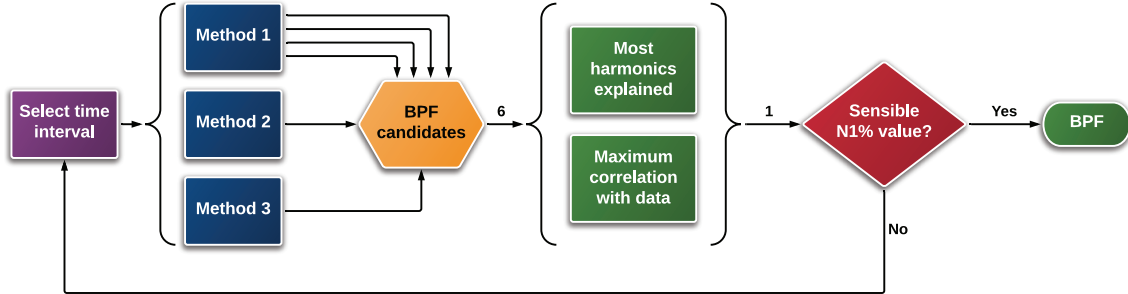 Select time
interval
Method 1
Method 2
Method 3
BPF
candidates
6
Most
harmonics
explained
Maximum
correlation
with data
1
Sensible
N1% value?
Yes
BPF
No